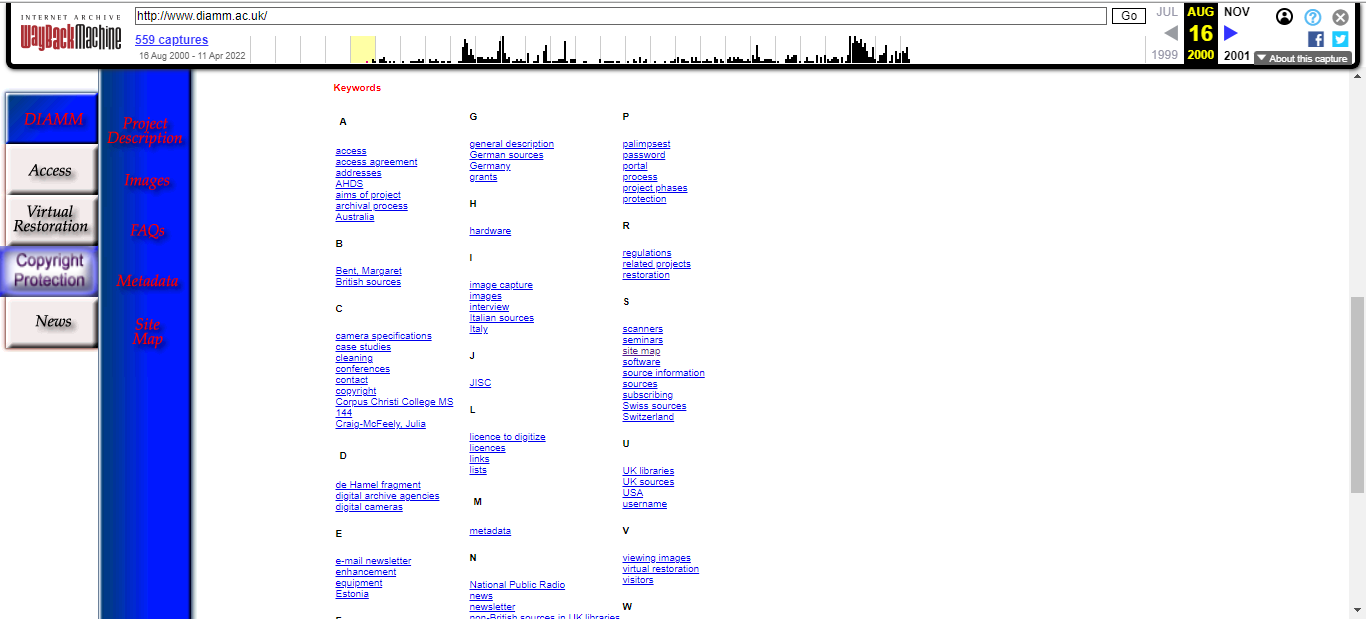 INTERNET ARCHIVE
WayBackMachine
http://www.diamm.ac.uk/
Go
559 captures
16 Aug 2000 - 11 Apr 2022
JUL
AUG
NOV
16
1999
2000
2001
About this capture
DIAMM
Access
Virtual
Restoration
Copyright
Protection
News
Project
Description
Images
FAQs
Metadata
Site
Map
Keywords
A
access
access agreement
addresses
AHDS
aims of project
archival process
Australia
B
Bent, Margaret
British sources
C
camera specifications
case studies
cleaning
conferences
contact
copyright
Corpus Christi College MS
144
Craig-McFeely, Julia
D
de Hamel fragment
digital archive agencies
digital cameras
E
e-mail newsletter
enhancement
equipment
Estonia
G
general description
German sources
Germany
grants
H
hardware
I
image capture
images
interview
Italian sources
Italy
J
JISC
L
licence to digitize
licences
links
lists
M
metadata
N
National Public Radio
news
newsletter
non-British sources in UK libraries
P
palimpsest
password
portal
process
project phases
protection
R
regulations
related projects
restoration
S
scanners
seminars
site map
software
source information
sources
subscribing
Swiss sources
Switzerland
U
UK libraries
UK sources
USA
username
V
viewing images
virtual restoration
visitors
W